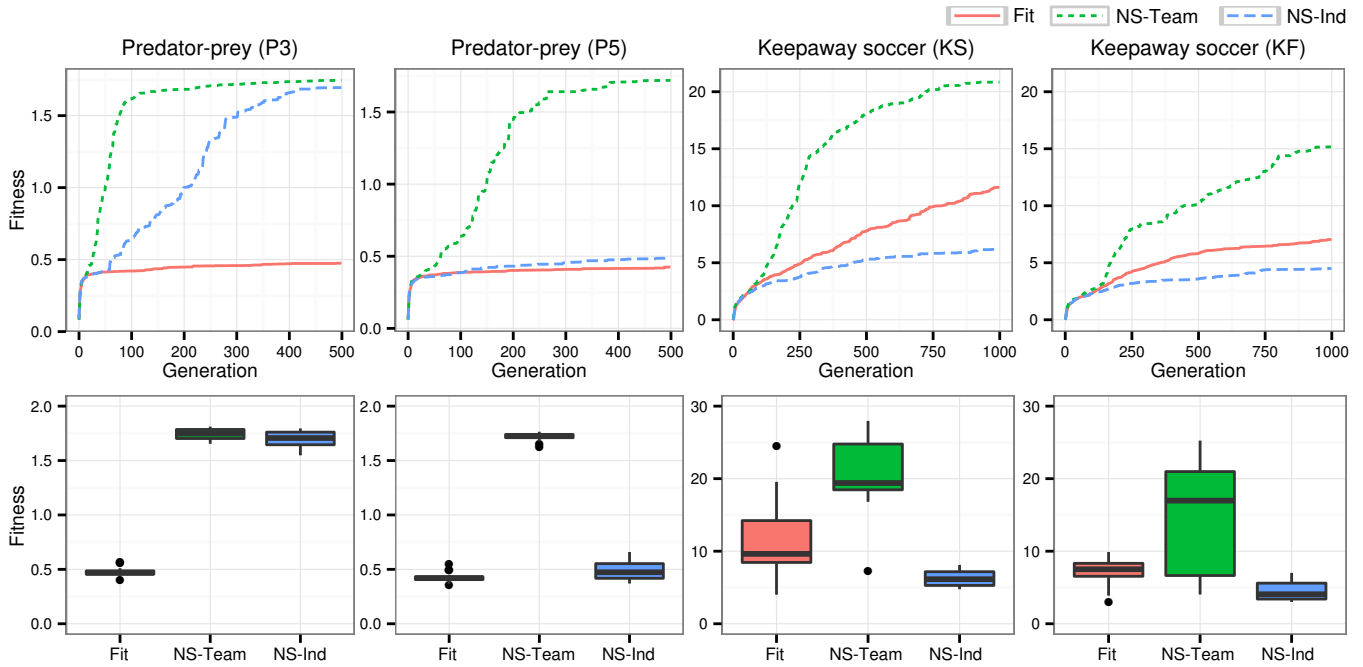 Fit NS-Team NS-Ind
Predator-prey (P3) Predator-prey (P5) Keepaway soccer (KS) Keepaway soccer (KF)
Fitness
0.0 0.5 1.0 1.5
0 100 200 300 400 500
Generation
0.0 0.5 1.0 1.5
0 100 200 300 400 500
Generation
0 5 10 15 20
0 250 500 750 1000
Generation
0 5 10 15 20
0 250 500 750 1000
Generation
Fitness
0.0 0.5 1.0 1.5 2.0
Fit NS-Team NS-Ind
0.0 0.5 1.0 1.5 2.0
Fit NS-Team NS-Ind
0 10 20 30
Fit NS-Team NS-Ind
0 10 20 30
Fit NS-Team NS-Ind